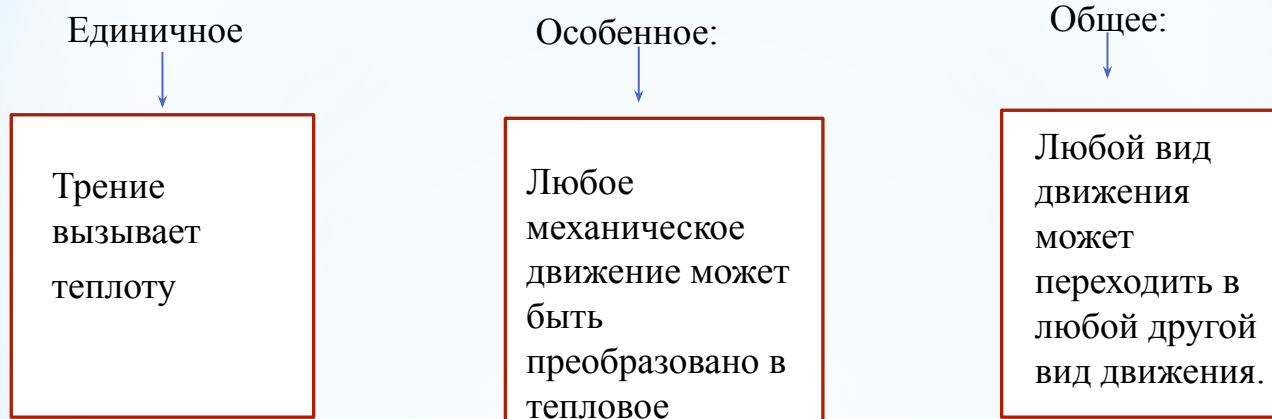 Единичное
Трение
вызывает
теплоту
Особенное:
Любое
механическое
движение может
быть
преобразовано в
тепловое
Общее:
Любой вид
движения
может
переходить в
любой другой
вид движения.